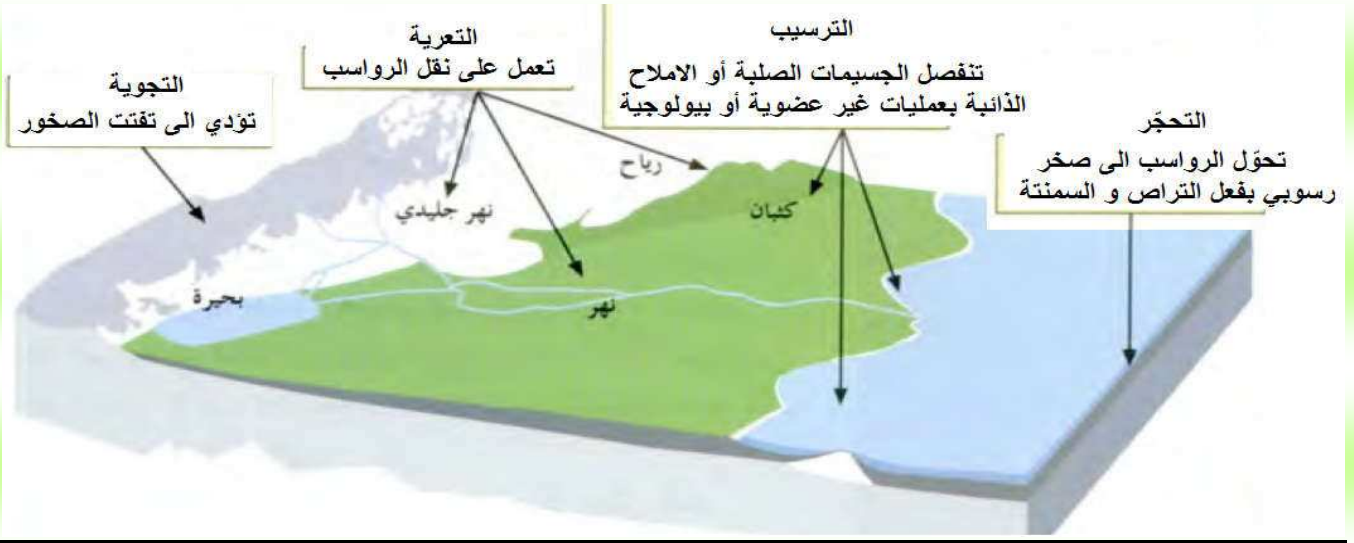 الترسيب
تنفصل الجسيمات الصلبة أو الاملاح
الذائبة بعمليات غير عضوية أو بيولوجية
التعرية
تعمل على نقل الرواسب
التجوية
تؤدي الى تفتت الصخور
التحجّر
تحوّل الرواسب الى صخر
رسوبي بفعل التراص و السمنتة
رياح
نهر جليدي
كثبان
بحيرة
نهر